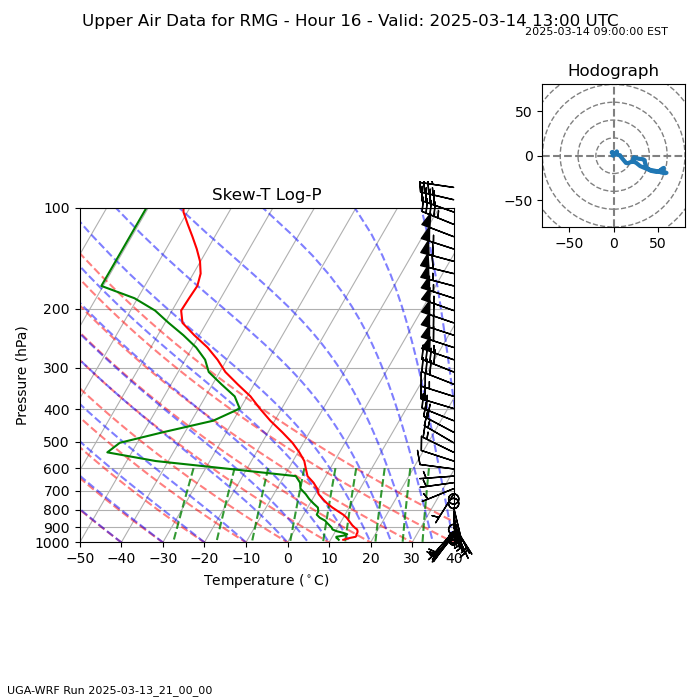 Upper Air Data for RMG - Hour 16 - Valid: 2025-03-14 13:00 UTC
2025-03-14 09:00:00 EST
Hodograph
50
0
−50
−50 0 50
Skew-T Log-P
100
200
300
400
500
600
700
800
900
1000
Pressure (hPa)
−50 −40 −30 −20 −10 0 10 20 30 40
Temperature (°C)
UGA-WRF Run 2025-03-13_21_00_00